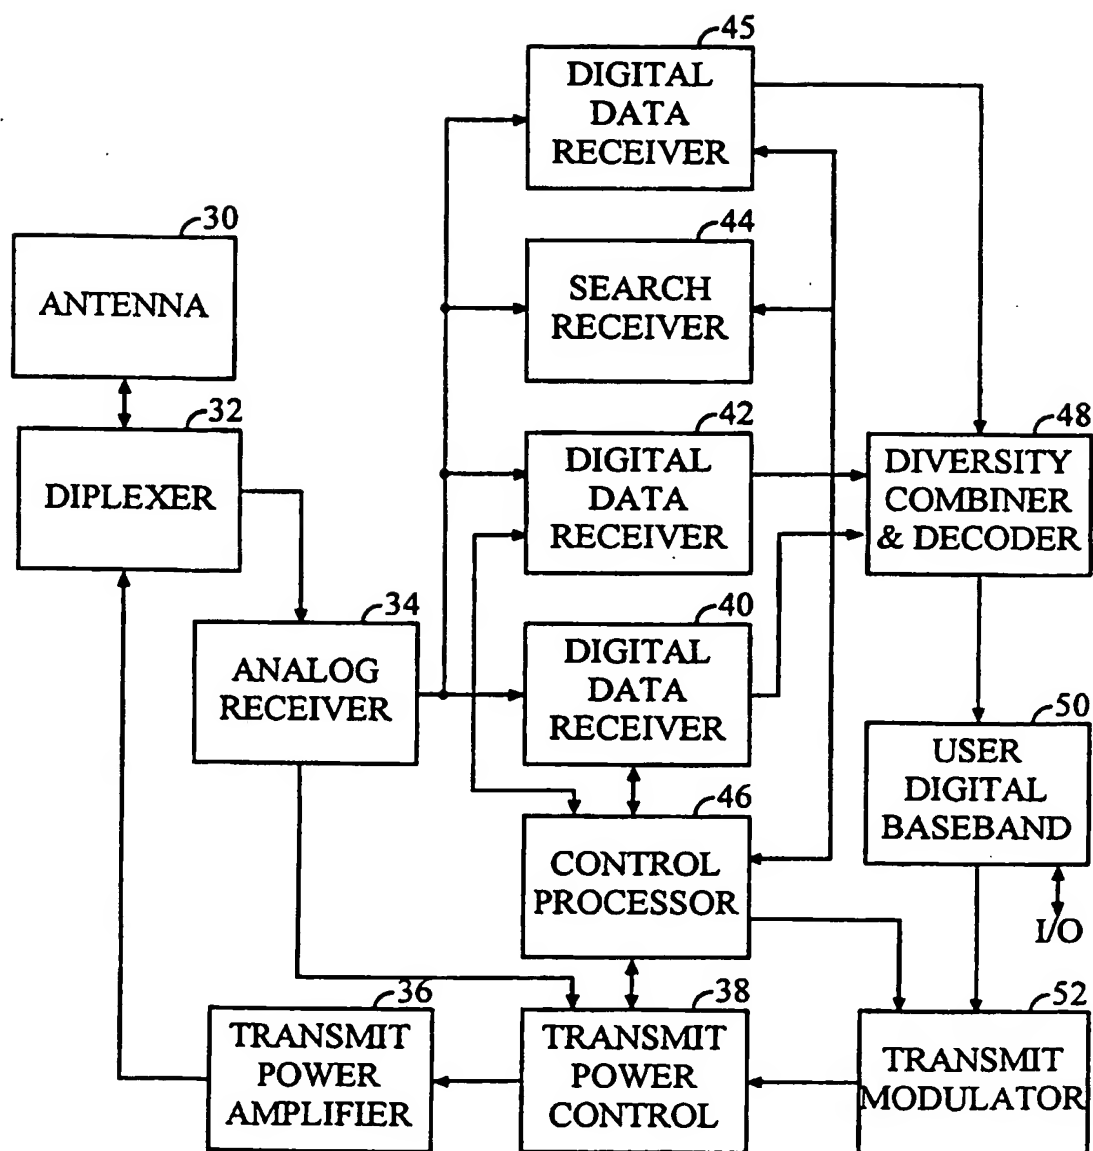 45
DIGITAL
DATA
RECEIVER
30
ANTENNA
44
SEARCH
RECEIVER
32
DIPLEXER
42
DIGITAL
DATA
RECEIVER
48
DIVERSITY
COMBINER
& DECODER
34
ANALOG
RECEIVER
40
DIGITAL
DATA
RECEIVER
50
USER
DIGITAL
BASEBAND
I/O
46
CONTROL
PROCESSOR
36
TRANSMIT
POWER
AMPLIFIER
38
TRANSMIT
POWER
CONTROL
52
TRANSMIT
MODULATOR